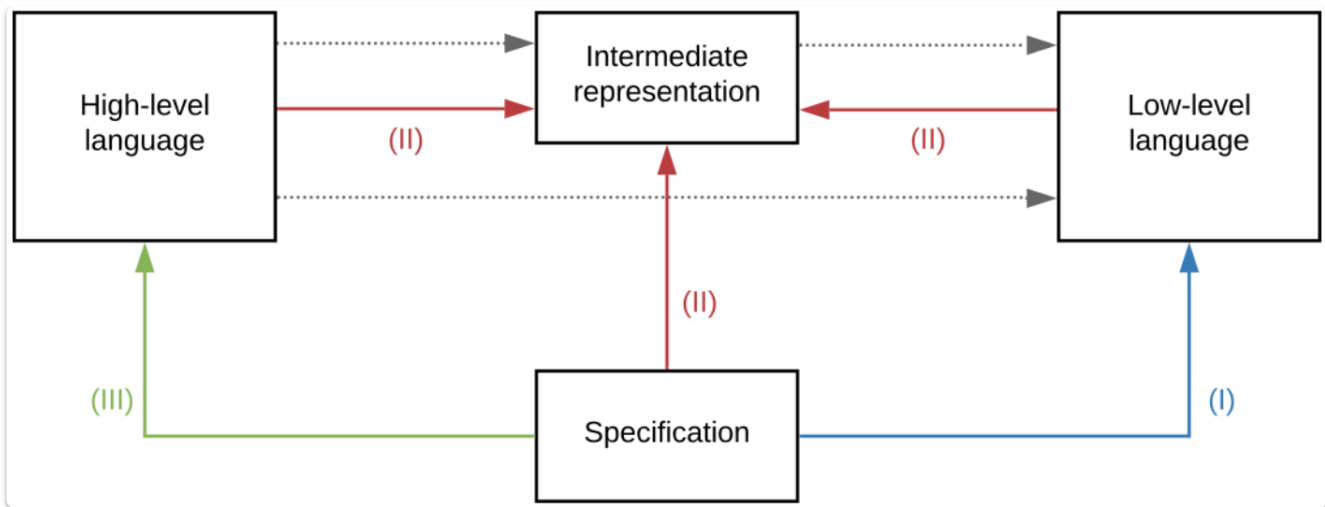 High-level
language
Intermediate
representation
Low-level
language
(II)
(II)
(II)
(III)
(I)
Specification